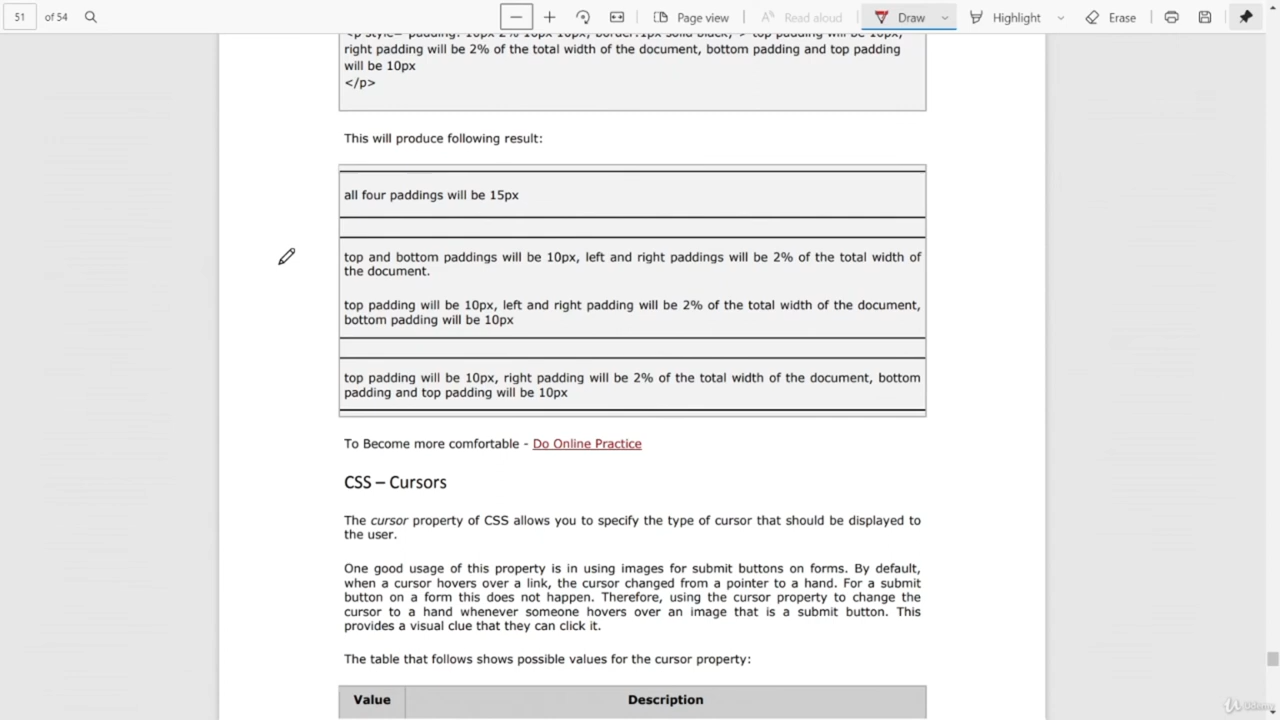 51 of 54
Page view
Read aloud
Draw
Highlight
Erase
right padding will be 2% of the total width of the document, bottom padding and top padding
will be 10px
</p>
This will produce following result:
all four paddings will be 15px
top and bottom paddings will be 10px, left and right paddings will be 2% of the total width of
the document.
top padding will be 10px, left and right padding will be 2% of the total width of the document,
bottom padding will be 10px
top padding will be 10px, right padding will be 2% of the total width of the document, bottom
padding and top padding will be 10px
To Become more comfortable - Do Online Practice
CSS – Cursors
The cursor property of CSS allows you to specify the type of cursor that should be displayed to
the user.
One good usage of this property is in using images for submit buttons on forms. By default,
when a cursor hovers over a link, the cursor changed from a pointer to a hand. For a submit
button on a form this does not happen. Therefore, using the cursor property to change the
cursor to a hand whenever someone hovers over an image that is a submit button. This
provides a visual clue that they can click it.
The table that follows shows possible values for the cursor property:
Value Description
Udemy